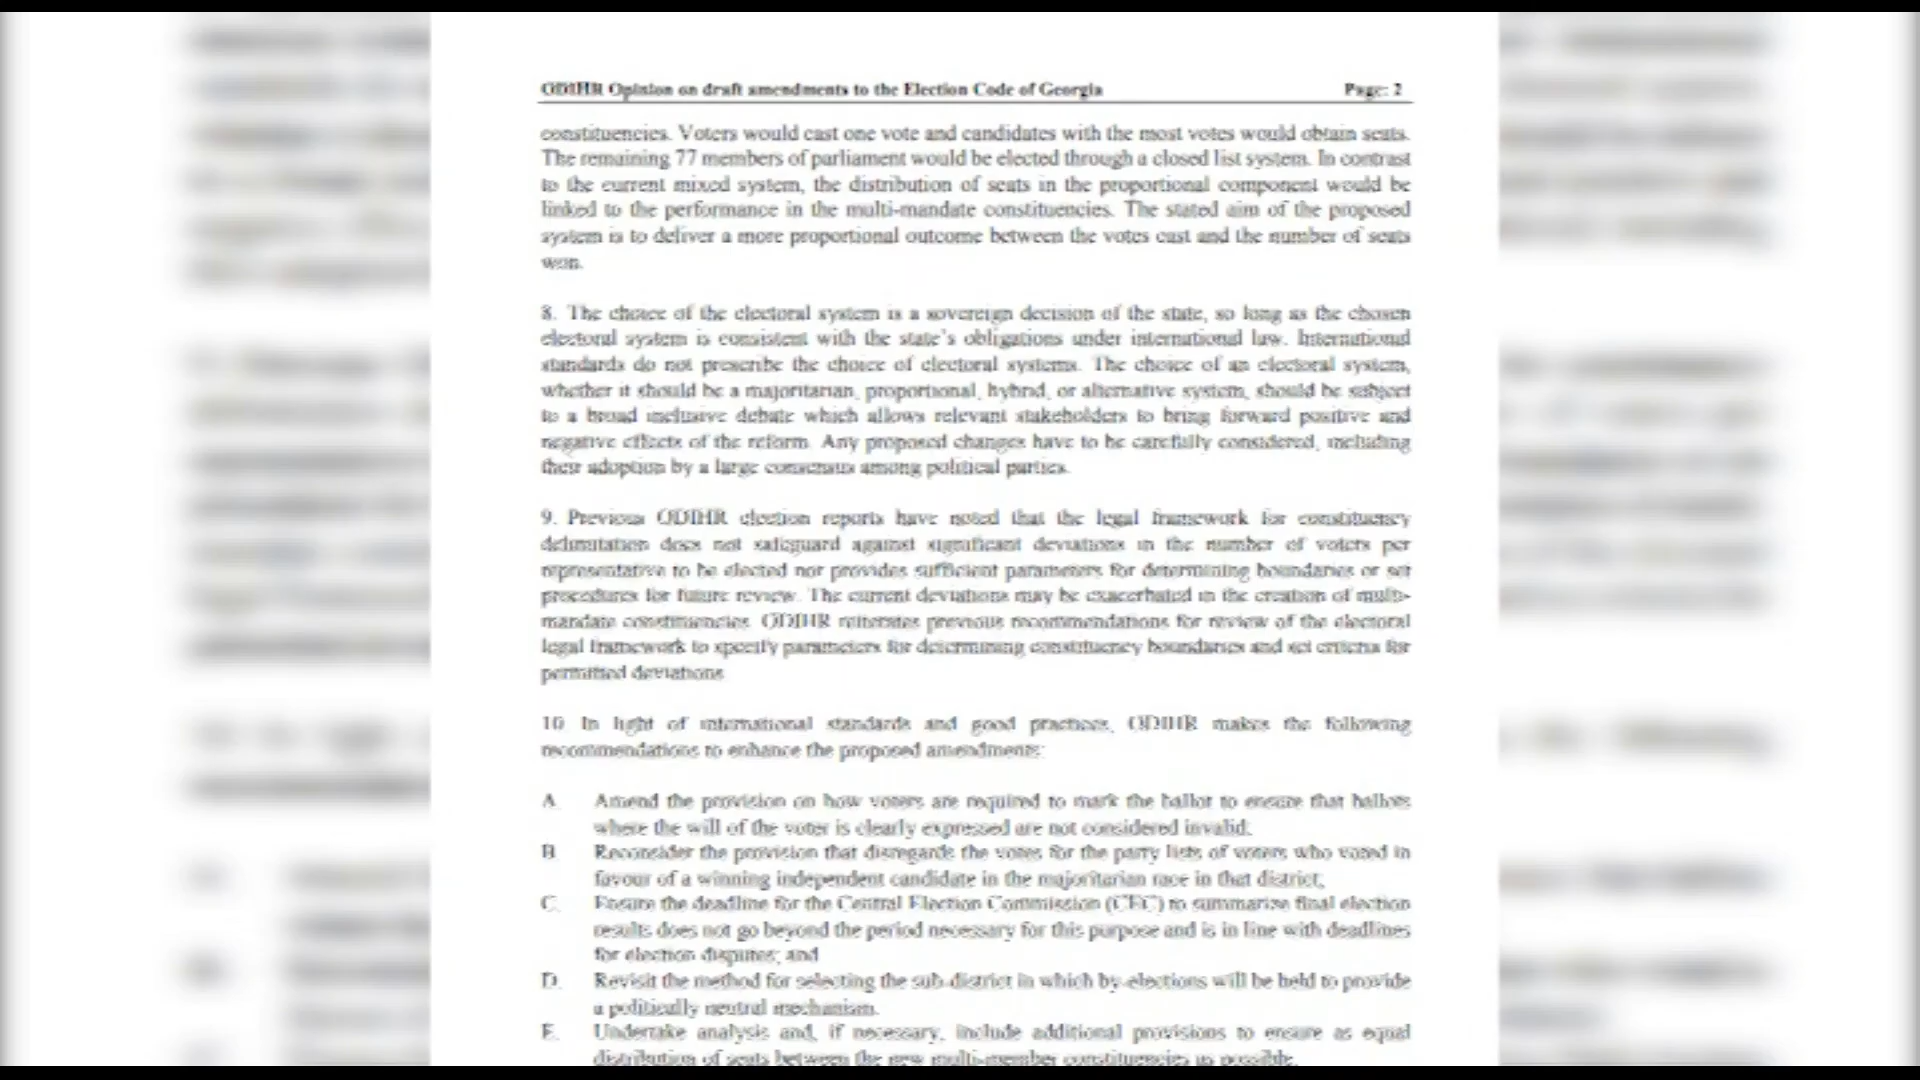 ODIHR Opinion on draft amendments to the Election Code of Georgia Page: 2
constituencies. Voters would cast one vote and candidates with the most votes would obtain seats.
The remaining 77 members of parliament would be elected through a closed list system. In contrast
to the current mixed system, the distribution of seats in the proportional component would be
linked to the performance in the multi-mandate constituencies. The stated aim of the proposed
system is to deliver a more proportional outcome between the votes cast and the number of seats
won.
8. The choice of the electoral system is a sovereign decision of the state, so long as the chosen
electoral system is consistent with the state's obligations under international law. International
standards do not prescribe the choice of electoral systems. The choice of an electoral system,
whether it should be a majoritarian, proportional, hybrid, or alternative system, should be subject
to a broad inclusive debate which allows relevant stakeholders to bring forward positive and
negative effects of the reform. Any proposed changes have to be carefully considered, including
their adoption by a large consensus among political parties.
9. Previous ODIHR election reports have noted that the legal framework for constituency
delimitation does not safeguard against significant deviations in the number of voters per
representative to be elected nor provides sufficient parameters for determining boundaries or set
procedures for future review. The current deviations may be exacerbated in the creation of multi-
mandate constituencies. ODIHR reiterates previous recommendations for review of the electoral
legal framework to specify parameters for determining constituency boundaries and set criteria for
permitted deviations.
10. In light of international standards and good practices, ODIHR makes the following
recommendations to enhance the proposed amendments:
A. Amend the provision on how voters are required to mark the ballot to ensure that ballots
where the will of the voter is clearly expressed are not considered invalid;
B. Reconsider the provision that disregards the votes for the party lists of voters who voted in
favour of a winning independent candidate in the majoritarian race in that district;
C. Ensure the deadline for the Central Election Commission (CEC) to summarize final election
results does not go beyond the period necessary for this purpose and is in line with deadlines
for election disputes; and
D. Revisit the method for selecting the sub-district in which by-elections will be held to provide
a politically neutral mechanism.
E. Undertake analysis and, if necessary, include additional provisions to ensure as equal
distribution of seats between the new multi-member constituencies as possible.